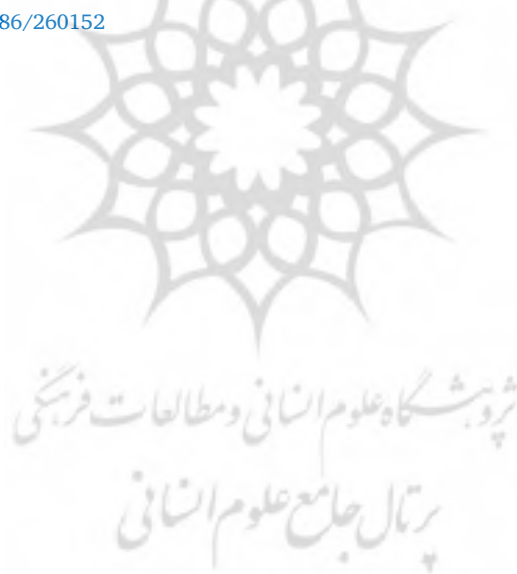 86/260152
پژوهشگاه علوم انسانی و مطالعات فرهنگی
پرتال جامع علوم انسانی